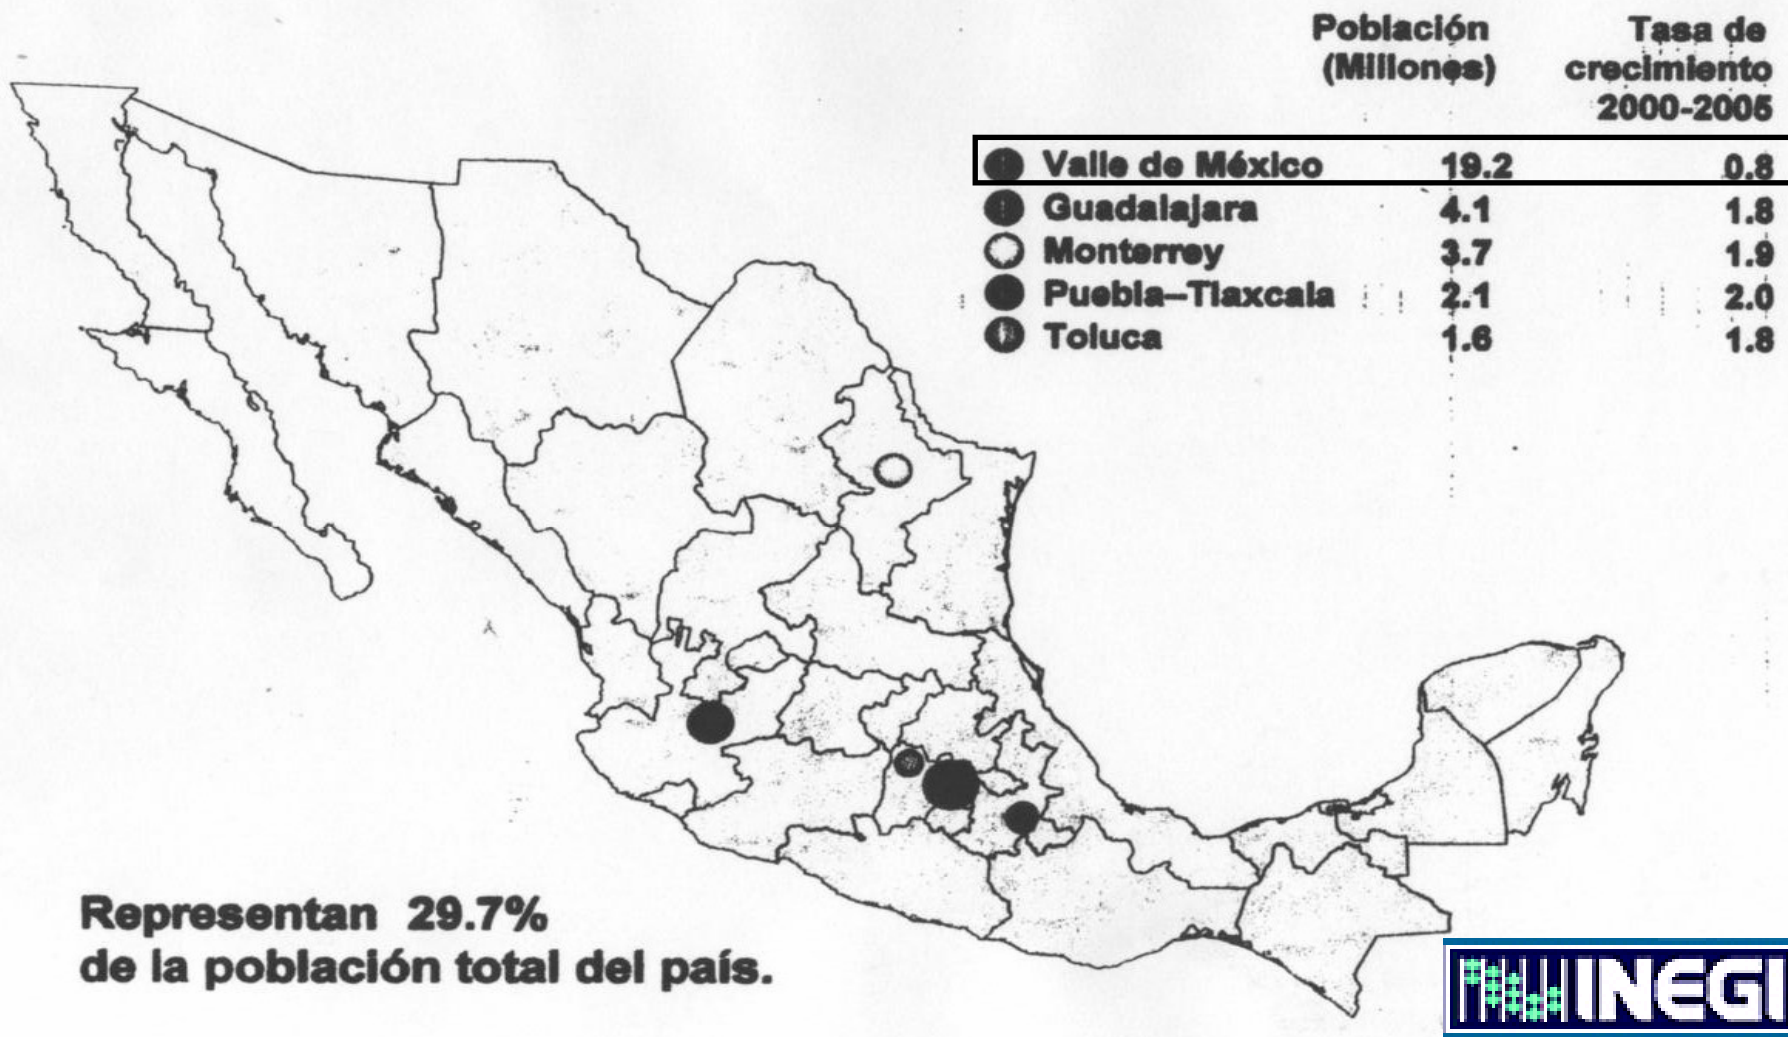 Población
(Millones)
Tasa de
crecimiento
2000-2005
Valle de México 19.2 0.8
Guadalajara 4.1 1.8
Monterrey 3.7 1.9
Puebla–Tlaxcala 2.1 2.0
Toluca 1.6 1.8
Representan 29.7%
de la población total del país.
INEGI